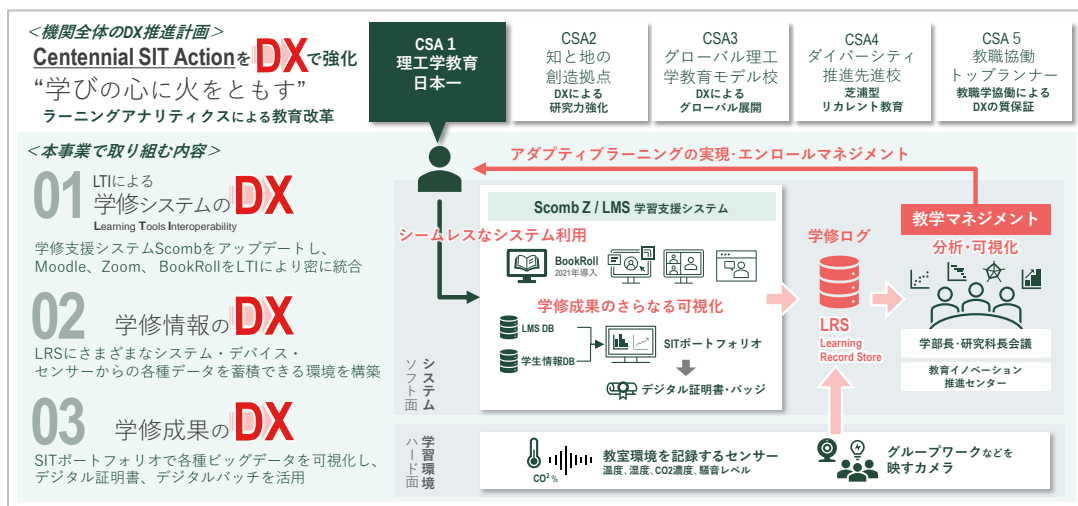 ＜機関全体のDX推進計画＞
Centennial SIT ActionをDXで強化
“学びの心に火をともす”
ラーニングアナリティクスによる教育改革
CSA 1
理工学教育
日本一
CSA2
知と地の
創造拠点
DXによる
研究力強化
CSA3
グローバル理工
学教育モデル校
DXによる
グローバル展開
CSA4
ダイバーシティ
推進先進校
芝浦型
リカレント教育
CSA 5
教職協働
トップランナー
教職学協働による
DXの質保証
＜本事業で取り組む内容＞
01 LTIによる
学修システムのDX
Learning Tools Interoperability
学修支援システムScombをアップデートし、
Moodle、Zoom、BookRollをLTIにより密に統合
02 学修情報のDX
LRSにさまざまなシステム・デバイス・
センサーからの各種データを蓄積できる環境を構築
03 学修成果のDX
SITポートフォリオで各種ビッグデータを可視化し、
デジタル証明書、デジタルバッチを活用
アダプティブラーニングの実現・エンロールマネジメント
システム
ソフト面
Scomb Z / LMS 学習支援システム
シームレスなシステム利用
BookRoll
2021年導入
学修成果のさらなる可視化
LMS DB
学生情報DB
SITポートフォリオ
デジタル証明書・バッジ
学修ログ
LRS
Learning
Record Store
教学マネジメント
分析・可視化
学部長・研究科長会議
教育イノベーション
推進センター
学習環境
ハード面
CO² %
教室環境を記録するセンサー
温度、湿度、CO2濃度、騒音レベル
グループワークなどを
映すカメラ